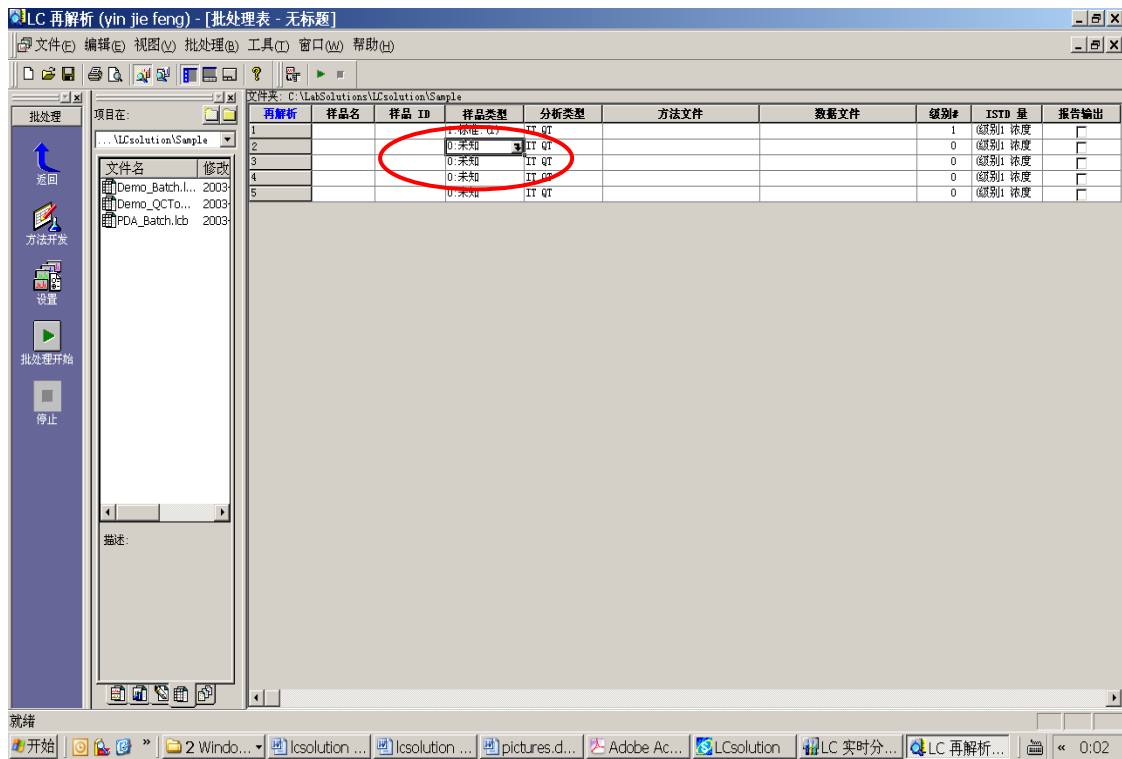 LC 再解析 (yin jie feng) - [批处理表 - 无标题]
文件(F) 编辑(E) 视图(V) 批处理(B) 工具(T) 窗口(W) 帮助(H)
批处理
返回
方法开发
设置
批处理开始
停止
项目在:
...\LCsolution\Sample
文件名 修改
Demo_Batch.l... 2003-
Demo_QCTo... 2003-
PDA_Batch.lcb 2003-
描述:
文件夹: C:\LabSolutions\LCsolution\Sample
再解析 样品名 样品 ID 样品类型 分析类型 方法文件 数据文件 级别# ISTD 量 报告输出
1 1:标准:(I) IT QT 1 (级别1 浓度
2 0:未知 IT QT 0 (级别1 浓度
3 0:未知 IT QT 0 (级别1 浓度
4 0:未知 IT QT 0 (级别1 浓度
5 0:未知 IT QT 0 (级别1 浓度
就绪
开始 » 2 Windo... lcsolution ... lcsolution ... pictures.d... Adobe Ac... LCsolution LC 实时分... LC 再解析... « 0:02